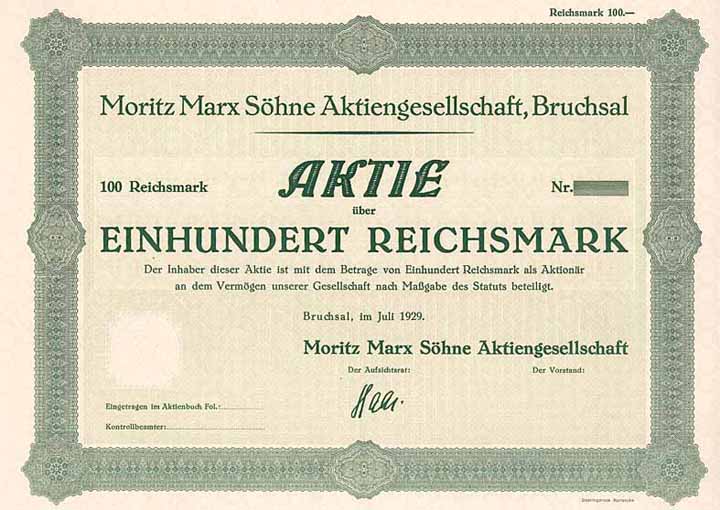 Reichsmark 100.—
Moritz Marx Söhne Aktiengesellschaft, Bruchsal
100 Reichsmark AKTIE Nr.
über
EINHUNDERT REICHSMARK
Der Inhaber dieser Aktie ist mit dem Betrage von Einhundert Reichsmark als Aktionär
an dem Vermögen unserer Gesellschaft nach Maßgabe des Statuts beteiligt.
Bruchsal, im Juli 1929.
Moritz Marx Söhne Aktiengesellschaft
Der Aufsichtsrat: Der Vorstand:
Eingetragen im Aktienbuch Fol.:
Kontrollbeamter: